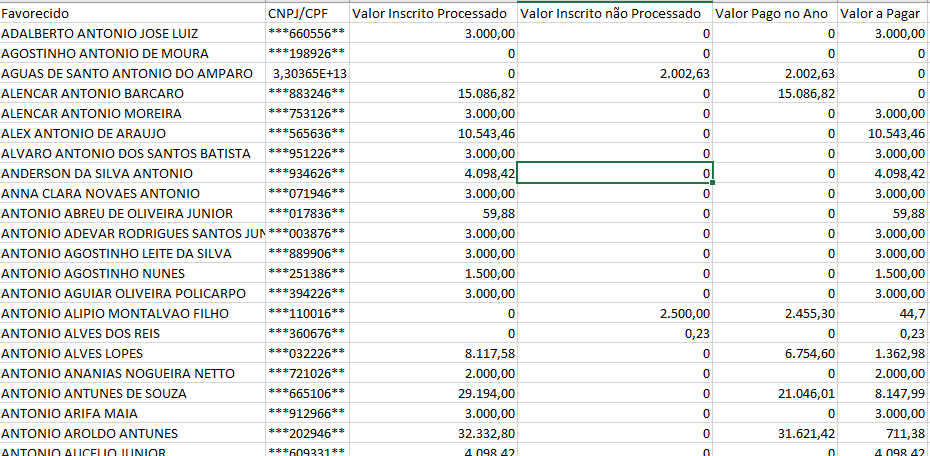 Favorecido CNPJ/CPF Valor Inscrito Processado Valor Inscrito não Processado Valor Pago no Ano Valor a Pagar
ADALBERTO ANTONIO JOSE LUIZ ***660556** 3.000,00 0 0 3.000,00
AGOSTINHO ANTONIO DE MOURA ***198926** 0 0 0 0
AGUAS DE SANTO ANTONIO DO AMPARO 3,30365E+13 0 2.002,63 2.002,63 0
ALENCAR ANTONIO BARCARO ***883246** 15.086,82 0 15.086,82 0
ALENCAR ANTONIO MOREIRA ***753126** 3.000,00 0 0 3.000,00
ALEX ANTONIO DE ARAUJO ***565636** 10.543,46 0 0 10.543,46
ALVARO ANTONIO DOS SANTOS BATISTA ***951226** 3.000,00 0 0 3.000,00
ANDERSON DA SILVA ANTONIO ***934626** 4.098,42 0 0 4.098,42
ANNA CLARA NOVAES ANTONIO ***071946** 3.000,00 0 0 3.000,00
ANTONIO ABREU DE OLIVEIRA JUNIOR ***017836** 59,88 0 0 59,88
ANTONIO ADEVAR RODRIGUES SANTOS JUN ***003876** 3.000,00 0 0 3.000,00
ANTONIO AGOSTINHO LEITE DA SILVA ***889906** 3.000,00 0 0 3.000,00
ANTONIO AGOSTINHO NUNES ***251386** 1.500,00 0 0 1.500,00
ANTONIO AGUIAR OLIVEIRA POLICARPO ***394226** 3.000,00 0 0 3.000,00
ANTONIO ALIPIO MONTALVAO FILHO ***110016** 0 2.500,00 2.455,30 44,7
ANTONIO ALVES DOS REIS ***360676** 0 0,23 0 0,23
ANTONIO ALVES LOPES ***032226** 8.117,58 0 6.754,60 1.362,98
ANTONIO ANANIAS NOGUEIRA NETTO ***721026** 2.000,00 0 0 2.000,00
ANTONIO ANTUNES DE SOUZA ***665106** 29.194,00 0 21.046,01 8.147,99
ANTONIO ARIFA MAIA ***912966** 3.000,00 0 0 3.000,00
ANTONIO AROLDO ANTUNES ***202946** 32.332,80 0 31.621,42 711,38
ANTONIO AUCELIO JUNIOR ***609331** 4.098,42 0 0 4.098,42